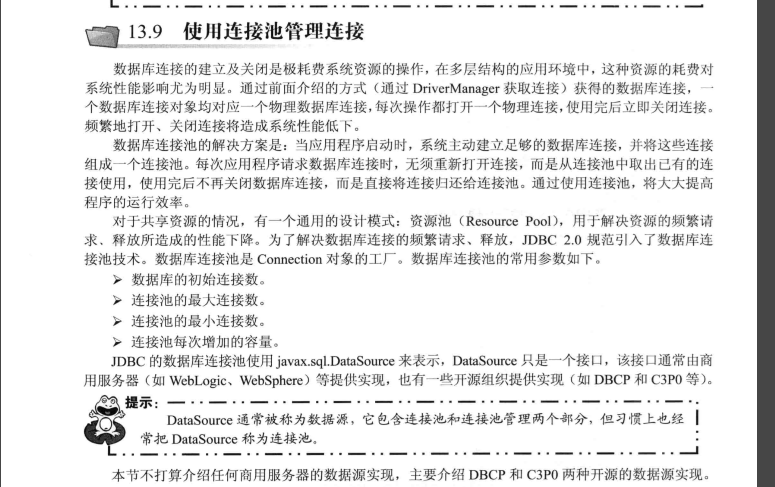 13.9 使用连接池管理连接
数据库连接的建立及关闭是极耗费系统资源的操作，在多层结构的应用环境中，这种资源的耗费对
系统性能影响尤为明显。通过前面介绍的方式（通过 DriverManager 获取连接）获得的数据库连接，一
个数据库连接对象均对应一个物理数据库连接，每次操作都打开一个物理连接，使用完后立即关闭连接。
频繁地打开、关闭连接将造成系统性能低下。
数据库连接池的解决方案是：当应用程序启动时，系统主动建立足够的数据库连接，并将这些连接
组成一个连接池。每次应用程序请求数据库连接时，无须重新打开连接，而是从连接池中取出已有的连
接使用，使用完后不再关闭数据库连接，而是直接将连接归还给连接池。通过使用连接池，将大大提高
程序的运行效率。
对于共享资源的情况，有一个通用的设计模式：资源池（Resource Pool），用于解决资源的频繁请
求、释放所造成的性能下降。为了解决数据库连接的频繁请求、释放，JDBC 2.0 规范引入了数据库连
接池技术。数据库连接池是 Connection 对象的工厂。数据库连接池的常用参数如下。
➢ 数据库的初始连接数。
➢ 连接池的最大连接数。
➢ 连接池的最小连接数。
➢ 连接池每次增加的容量。
JDBC 的数据库连接池使用 javax.sql.DataSource 来表示，DataSource 只是一个接口，该接口通常由商
用服务器（如 WebLogic、WebSphere）等提供实现，也有一些开源组织提供实现（如 DBCP 和 C3P0 等）。
提示：
DataSource 通常被称为数据源，它包含连接池和连接池管理两个部分，但习惯上也经
常把 DataSource 称为连接池。
本节不打算介绍任何商用服务器的数据源实现，主要介绍 DBCP 和 C3P0 两种开源的数据源实现。